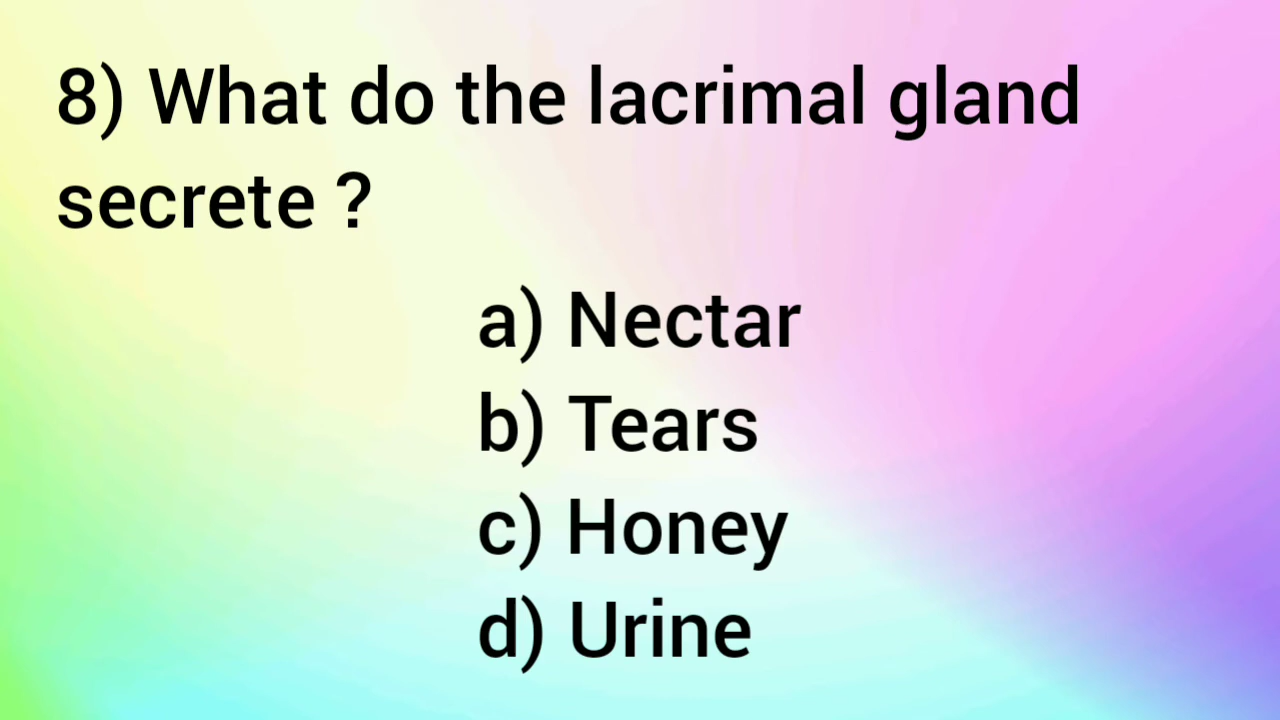 8) What do the lacrimal gland
secrete ?
a) Nectar
b) Tears
c) Honey
d) Urine